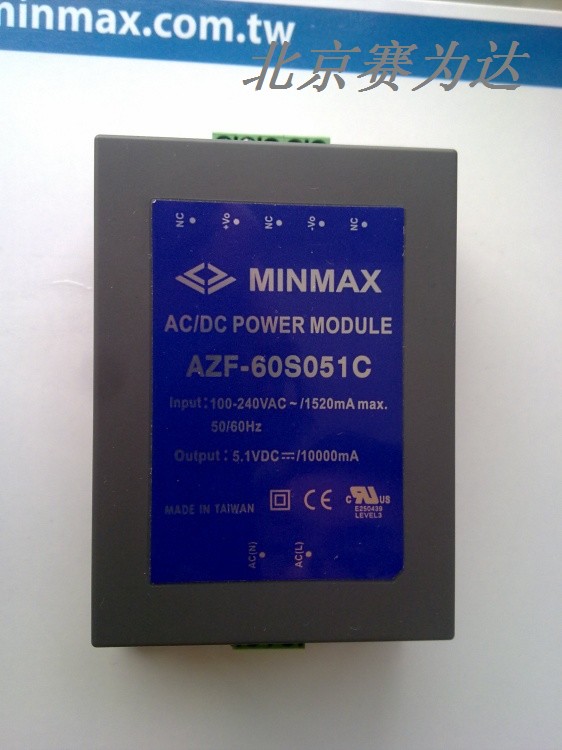 minmax.com.tw
北京赛为达
NC +Vo NC -Vo NC
MINMAX
AC/DC POWER MODULE
AZF-60S051C
Input: 100-240VAC ~/1520mA max.
50/60Hz
Output: 5.1VDC⎓/10000mA
MADE IN TAIWAN CE c RU US
E250439
LEVEL3
AC(N) AC(L)